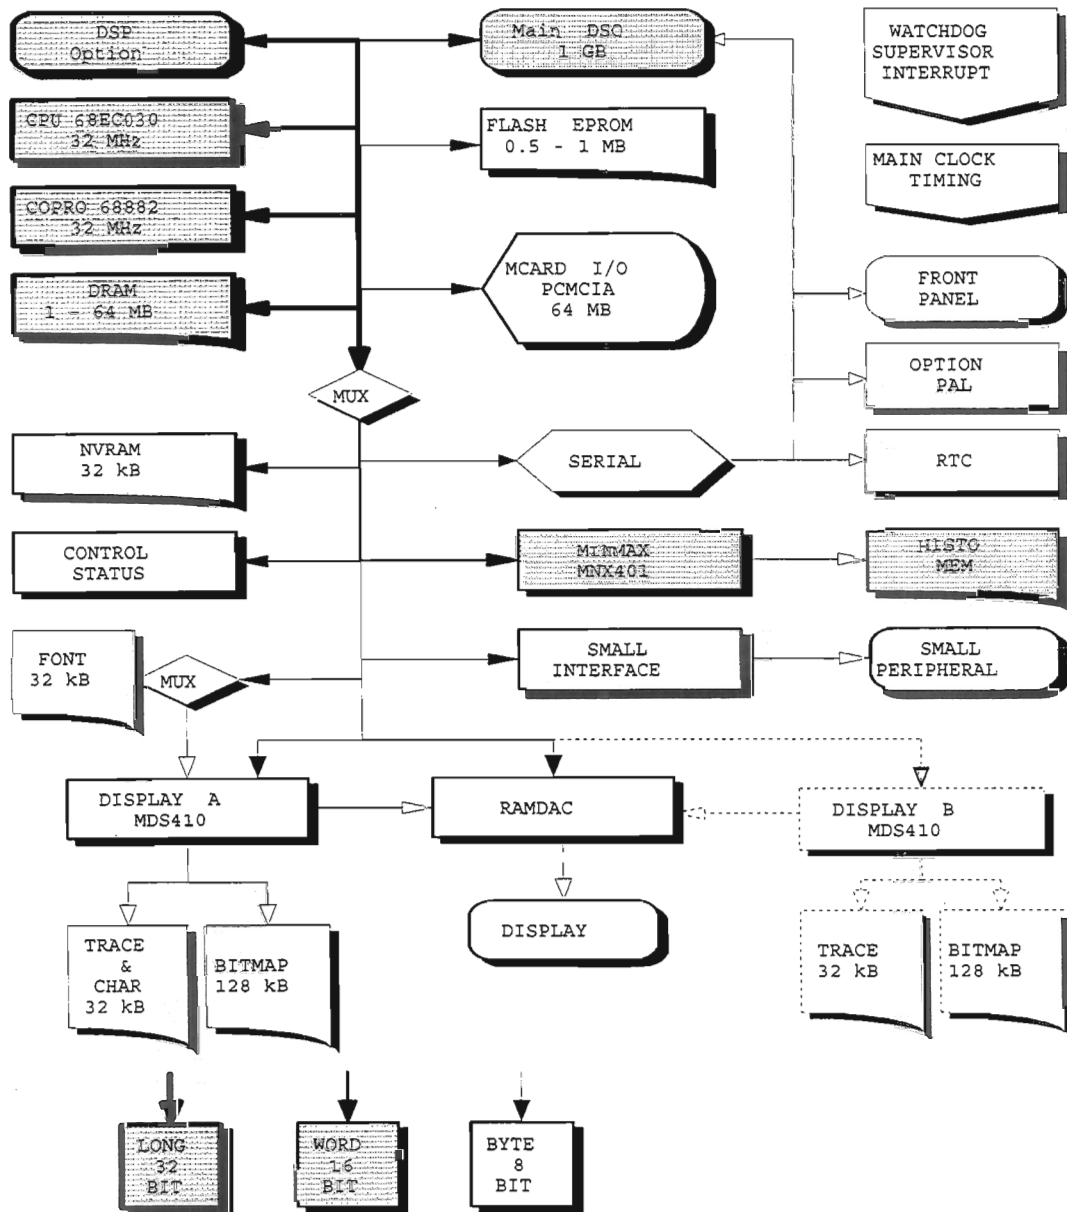 DSP
Option
Main DSO
1 GB
WATCHDOG
SUPERVISOR
INTERRUPT
CPU 68EC030
32 MHz
FLASH EPROM
0.5 - 1 MB
MAIN CLOCK
TIMING
COPRO 68882
32 MHz
MCARD I/O
PCMCIA
64 MB
DRAM
1 - 64 MB
FRONT
PANEL
MUX
OPTION
PAL
NVRAM
32 kB
SERIAL
RTC
CONTROL
STATUS
MINMAX
MNX401
HISTO
MEM
FONT
32 kB
MUX
SMALL
INTERFACE
SMALL
PERIPHERAL
DISPLAY A
MDS410
RAMDAC
DISPLAY B
MDS410
TRACE
&
CHAR
32 kB
BITMAP
128 kB
DISPLAY
TRACE
32 kB
BITMAP
128 kB
LONG
32
BIT
WORD
16
BIT
BYTE
8
BIT